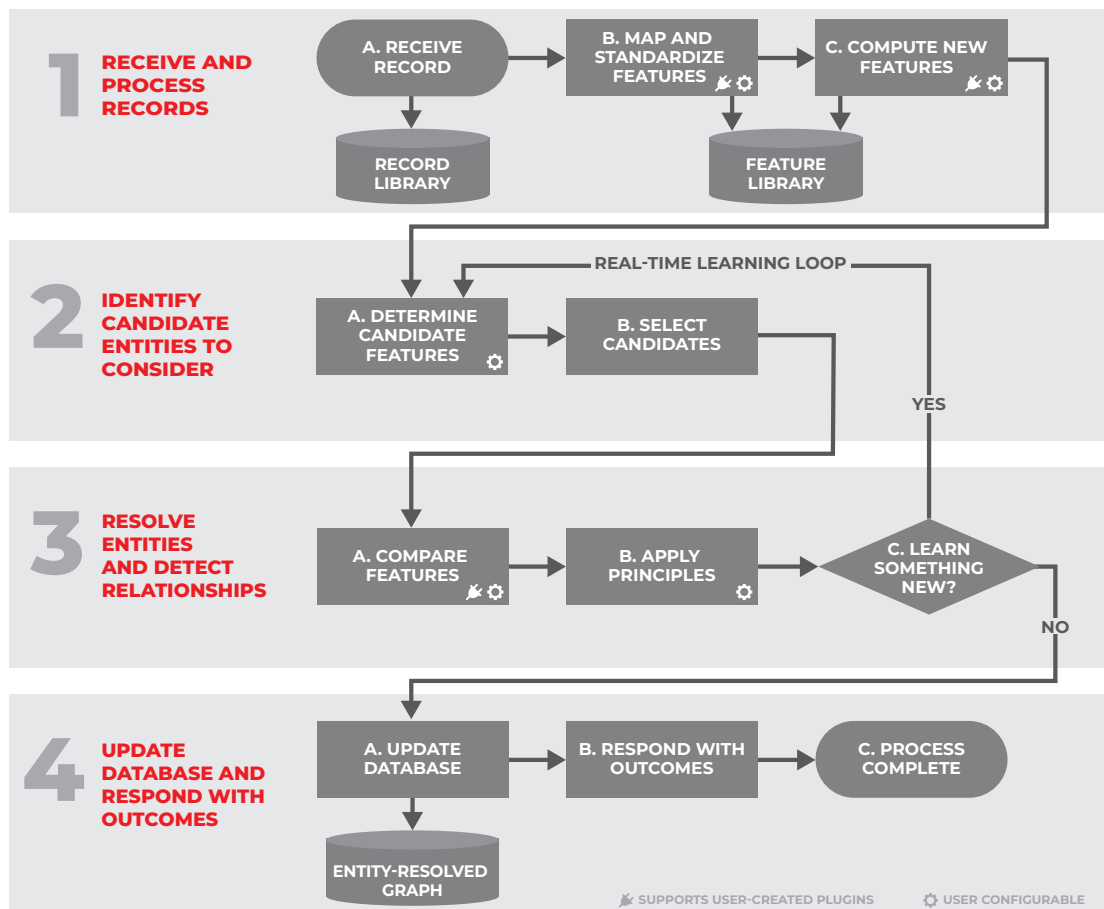 1
RECEIVE AND
PROCESS
RECORDS
A. RECEIVE
RECORD
B. MAP AND
STANDARDIZE
FEATURES
C. COMPUTE NEW
FEATURES
RECORD
LIBRARY
FEATURE
LIBRARY
2
IDENTIFY
CANDIDATE
ENTITIES TO
CONSIDER
REAL-TIME LEARNING LOOP
A. DETERMINE
CANDIDATE
FEATURES
B. SELECT
CANDIDATES
YES
3
RESOLVE
ENTITIES
AND DETECT
RELATIONSHIPS
A. COMPARE
FEATURES
B. APPLY
PRINCIPLES
C. LEARN
SOMETHING
NEW?
NO
4
UPDATE
DATABASE AND
RESPOND WITH
OUTCOMES
A. UPDATE
DATABASE
B. RESPOND WITH
OUTCOMES
C. PROCESS
COMPLETE
ENTITY-RESOLVED
GRAPH
SUPPORTS USER-CREATED PLUGINS
USER CONFIGURABLE